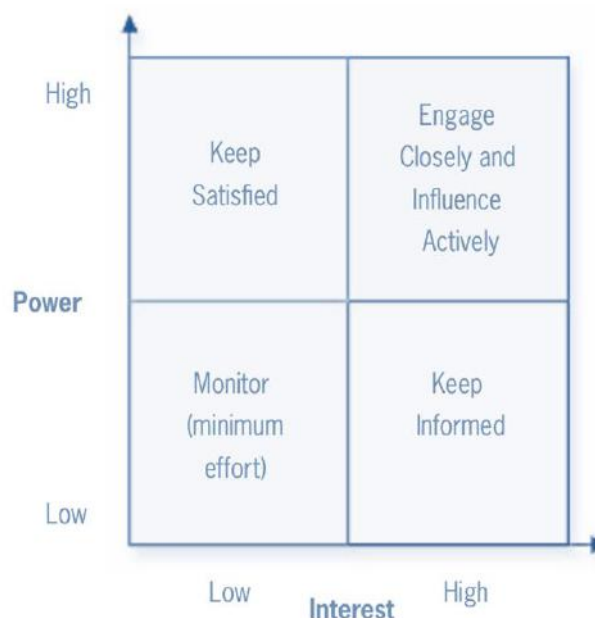 High
Keep
Satisfied
Engage
Closely and
Influence
Actively
Power
Monitor
(minimum
effort)
Keep
Informed
Low
Low
Interest
High